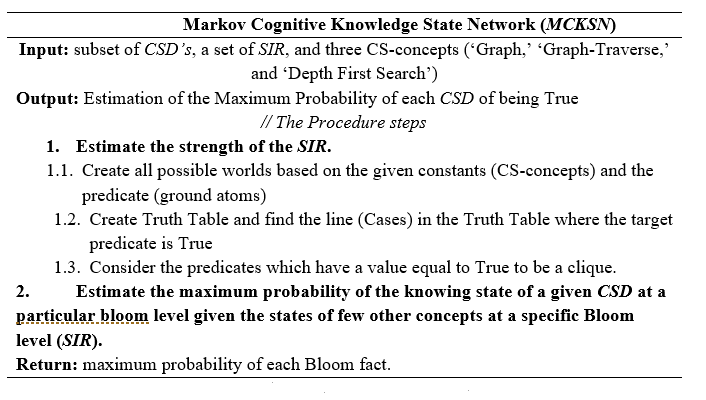 Markov Cognitive Knowledge State Network (MCKSN)
Input: subset of CSD's, a set of SIR, and three CS-concepts ('Graph,' 'Graph-Traverse,'
and 'Depth First Search')
Output: Estimation of the Maximum Probability of each CSD of being True
// The Procedure steps
1. Estimate the strength of the SIR.
1.1. Create all possible worlds based on the given constants (CS-concepts) and the
predicate (ground atoms)
1.2. Create Truth Table and find the line (Cases) in the Truth Table where the target
predicate is True
1.3. Consider the predicates which have a value equal to True to be a clique.
2. Estimate the maximum probability of the knowing state of a given CSD at a
particular bloom level given the states of few other concepts at a specific Bloom
level (SIR).
Return: maximum probability of each Bloom fact.